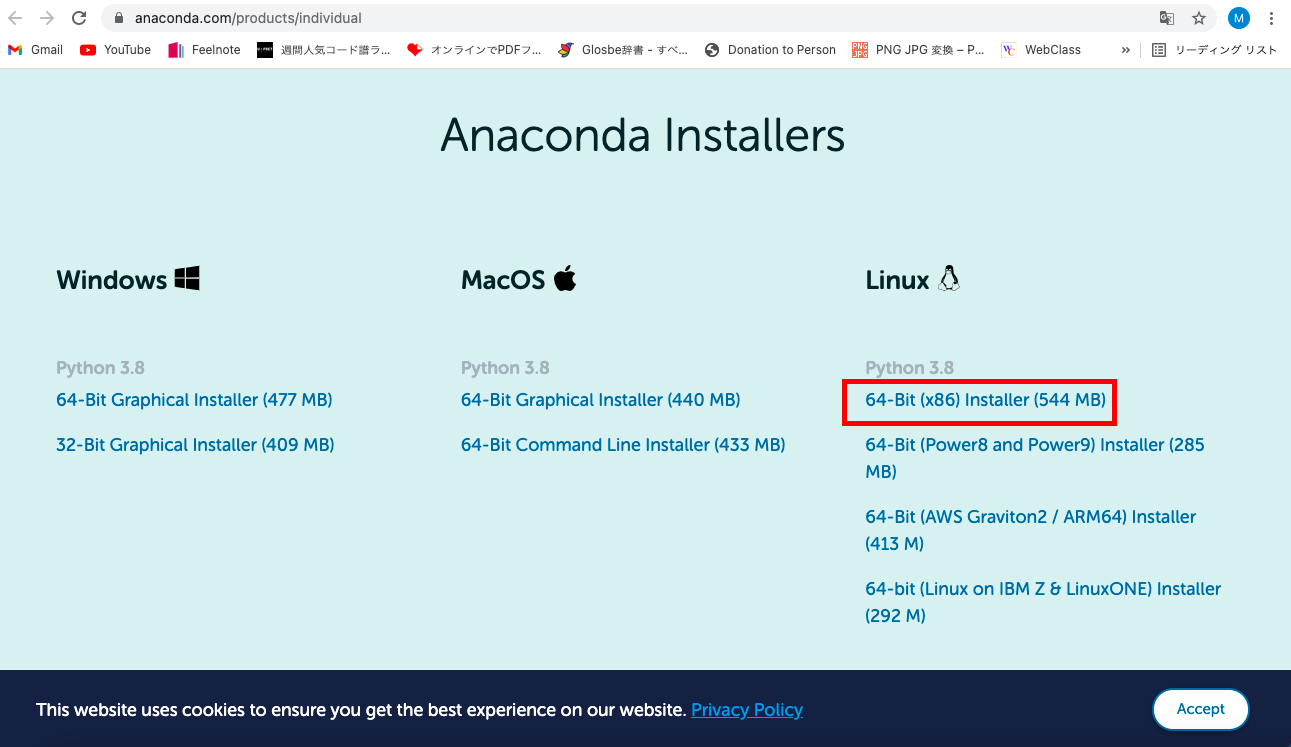 anaconda.com/products/individual
M
Gmail
YouTube
Feelnote
週間人気コード譜ラ...
オンラインでPDFフ...
Glosbe辞書 - すべ...
Donation to Person
PNG JPG 変換 – P...
WebClass
»
リーディング リスト
Anaconda Installers
Windows
MacOS
Linux
Python 3.8
64-Bit Graphical Installer (477 MB)
32-Bit Graphical Installer (409 MB)
Python 3.8
64-Bit Graphical Installer (440 MB)
64-Bit Command Line Installer (433 MB)
Python 3.8
64-Bit (x86) Installer (544 MB)
64-Bit (Power8 and Power9) Installer (285
MB)
64-Bit (AWS Graviton2 / ARM64) Installer
(413 M)
64-bit (Linux on IBM Z & LinuxONE) Installer
(292 M)
This website uses cookies to ensure you get the best experience on our website. Privacy Policy
Accept